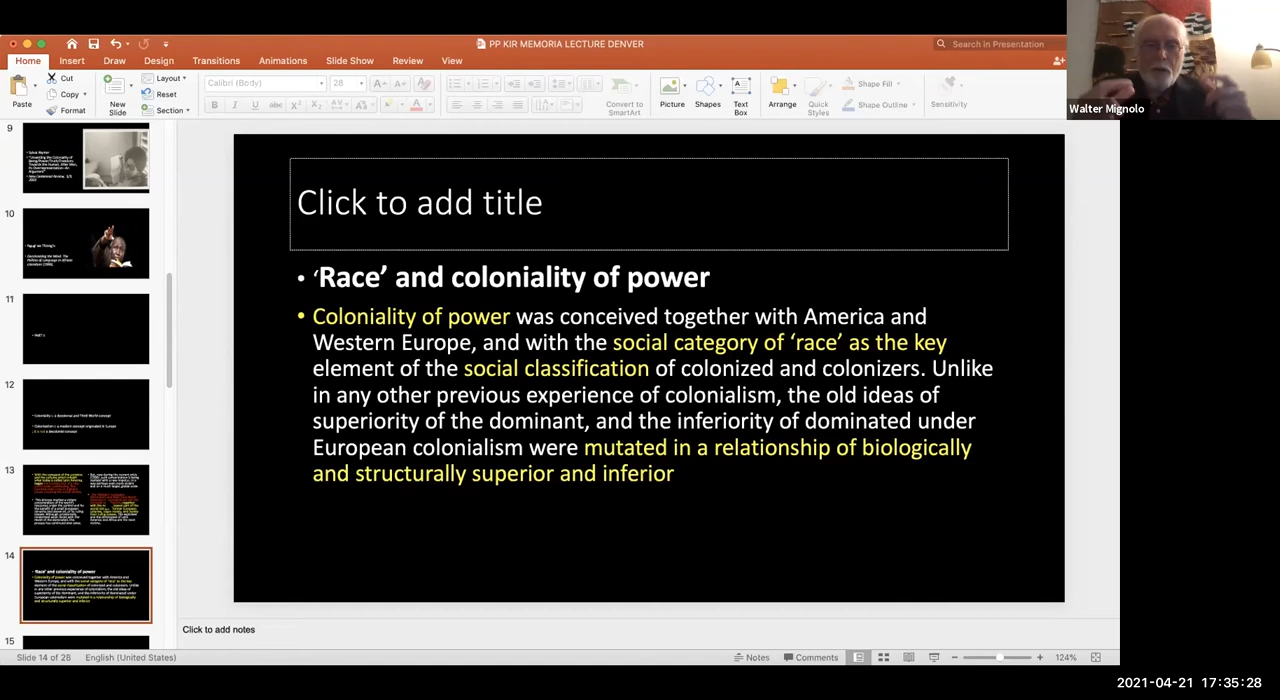 PP KIR MEMORIA LECTURE DENVER
Search in Presentation
Home
Insert
Draw
Design
Transitions
Animations
Slide Show
Review
View
Paste
Cut
Copy
Format
New
Slide
Layout
Reset
Section
Calibri (Body)
28
Convert to
SmartArt
Picture
Shapes
Text
Box
Arrange
Quick
Styles
Shape Fill
Shape Outline
Sensitivity
Walter Mignolo
9
10
11
PART II
12
13
14
15
Click to add title
• ‘Race’ and coloniality of power
• Coloniality of power was conceived together with America and
Western Europe, and with the social category of ‘race’ as the key
element of the social classification of colonized and colonizers. Unlike
in any other previous experience of colonialism, the old ideas of
superiority of the dominant, and the inferiority of dominated under
European colonialism were mutated in a relationship of biologically
and structurally superior and inferior
Click to add notes
Slide 14 of 28
English (United States)
Notes
Comments
124%
2021-04-21 17:35:28